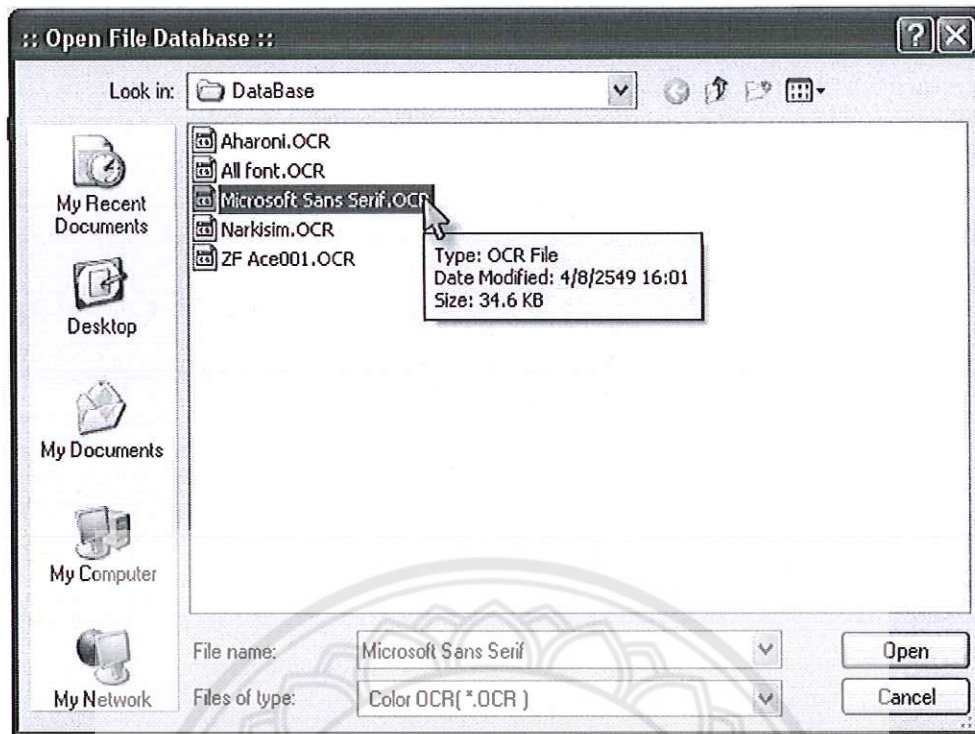 :: Open File Database ::
Look in:
DataBase
My Recent
Documents
Desktop
My Documents
My Computer
My Network
Aharoni.OCR
All font.OCR
Microsoft Sans Serif.OCR
Narkisim.OCR
ZF Ace001.OCR
Type: OCR File
Date Modified: 4/8/2549 16:01
Size: 34.6 KB
File name:
Microsoft Sans Serif
Open
Files of type:
Color OCR( *.OCR )
Cancel